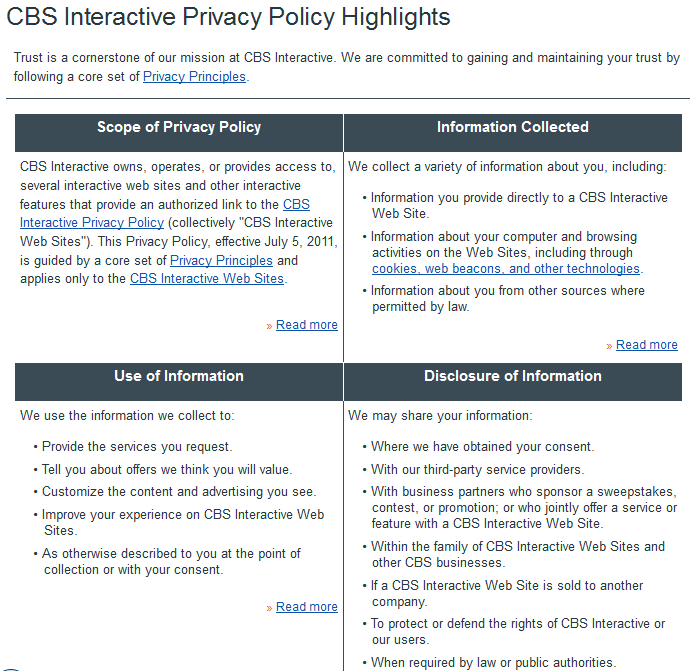 CBS Interactive Privacy Policy Highlights
Trust is a cornerstone of our mission at CBS Interactive. We are committed to gaining and maintaining your trust by
following a core set of Privacy Principles.
Scope of Privacy Policy
CBS Interactive owns, operates, or provides access to,
several interactive web sites and other interactive
features that provide an authorized link to the CBS
Interactive Privacy Policy (collectively "CBS Interactive
Web Sites"). This Privacy Policy, effective July 5, 2011,
is guided by a core set of Privacy Principles and
applies only to the CBS Interactive Web Sites.
» Read more
Information Collected
We collect a variety of information about you, including:
• Information you provide directly to a CBS Interactive
Web Site.
• Information about your computer and browsing
activities on the Web Sites, including through
cookies, web beacons, and other technologies.
• Information about you from other sources where
permitted by law.
» Read more
Use of Information
We use the information we collect to:
• Provide the services you request.
• Tell you about offers we think you will value.
• Customize the content and advertising you see.
• Improve your experience on CBS Interactive Web
Sites.
• As otherwise described to you at the point of
collection or with your consent.
» Read more
Disclosure of Information
We may share your information:
• Where we have obtained your consent.
• With our third-party service providers.
• With business partners who sponsor a sweepstakes,
contest, or promotion; or who jointly offer a service or
feature with a CBS Interactive Web Site.
• Within the family of CBS Interactive Web Sites and
other CBS businesses.
• If a CBS Interactive Web Site is sold to another
company.
• To protect or defend the rights of CBS Interactive or
our users.
• When required by law or public authorities.